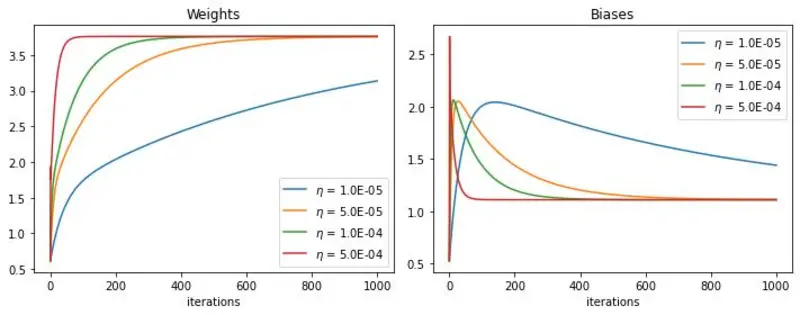 Weights
3.5
3.0
2.5
2.0
1.5
1.0
0.5
0 200 400 600 800 1000
iterations
η = 1.0E-05
η = 5.0E-05
η = 1.0E-04
η = 5.0E-04
Biases
2.5
2.0
1.5
1.0
0.5
0 200 400 600 800 1000
iterations
η = 1.0E-05
η = 5.0E-05
η = 1.0E-04
η = 5.0E-04